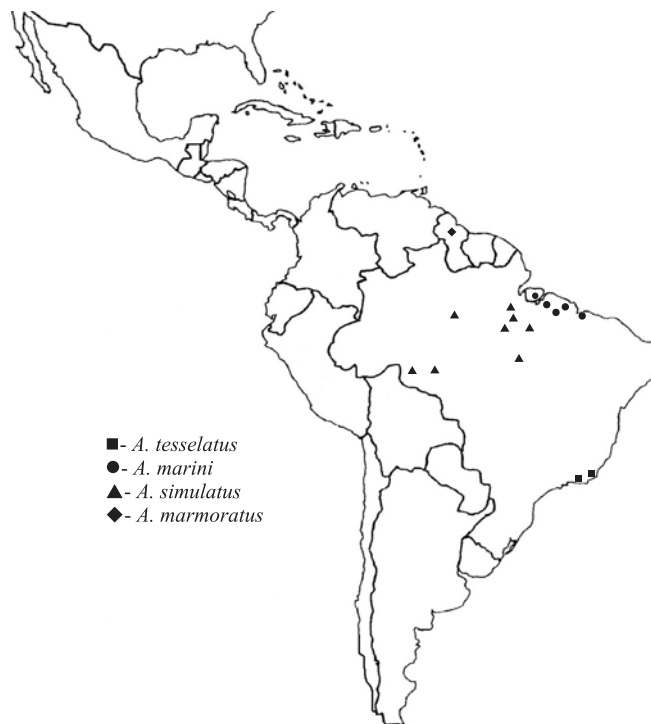 ■- A. tesselatus
●- A. marini
▲- A. simulatus
◆- A. marmoratus